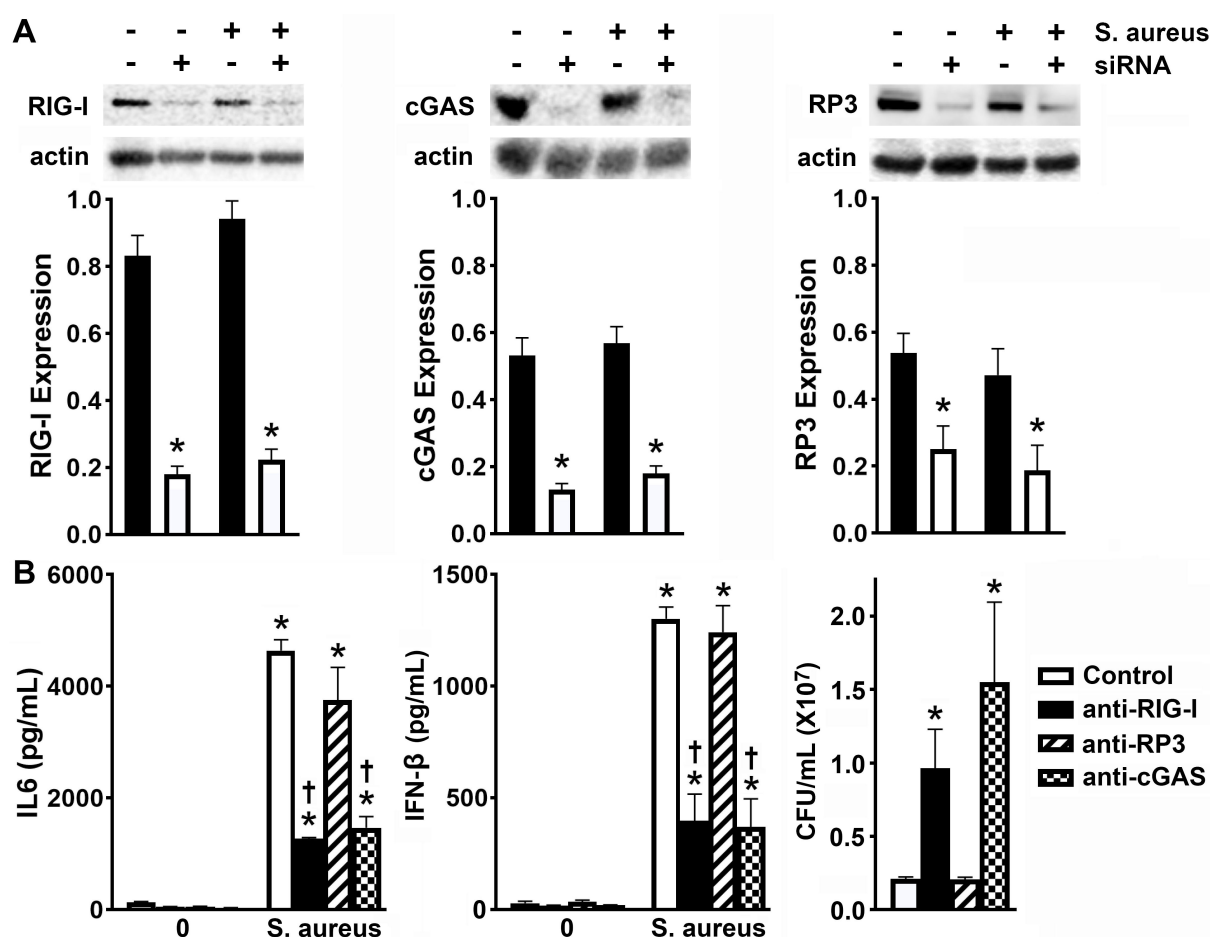 A
- - + +
- + - +
RIG-I
actin
1.0
0.8
0.6
0.4
0.2
0.0
RIG-I Expression
*
*
- - + +
- + - +
cGAS
actin
1.0
0.8
0.6
0.4
0.2
0.0
cGAS Expression
*
*
- - + + S. aureus
- + - + siRNA
RP3
actin
1.0
0.8
0.6
0.4
0.2
0.0
RP3 Expression
*
*
B
6000
4000
2000
0
IL6 (pg/mL)
*
†
*
*
†
*
0 S. aureus
1500
1000
500
0
IFN-β (pg/mL)
*
†
*
*
†
*
0 S. aureus
2.0
1.5
1.0
0.5
0.0
CFU/mL (X10⁷)
*
*
Control
anti-RIG-I
anti-RP3
anti-cGAS